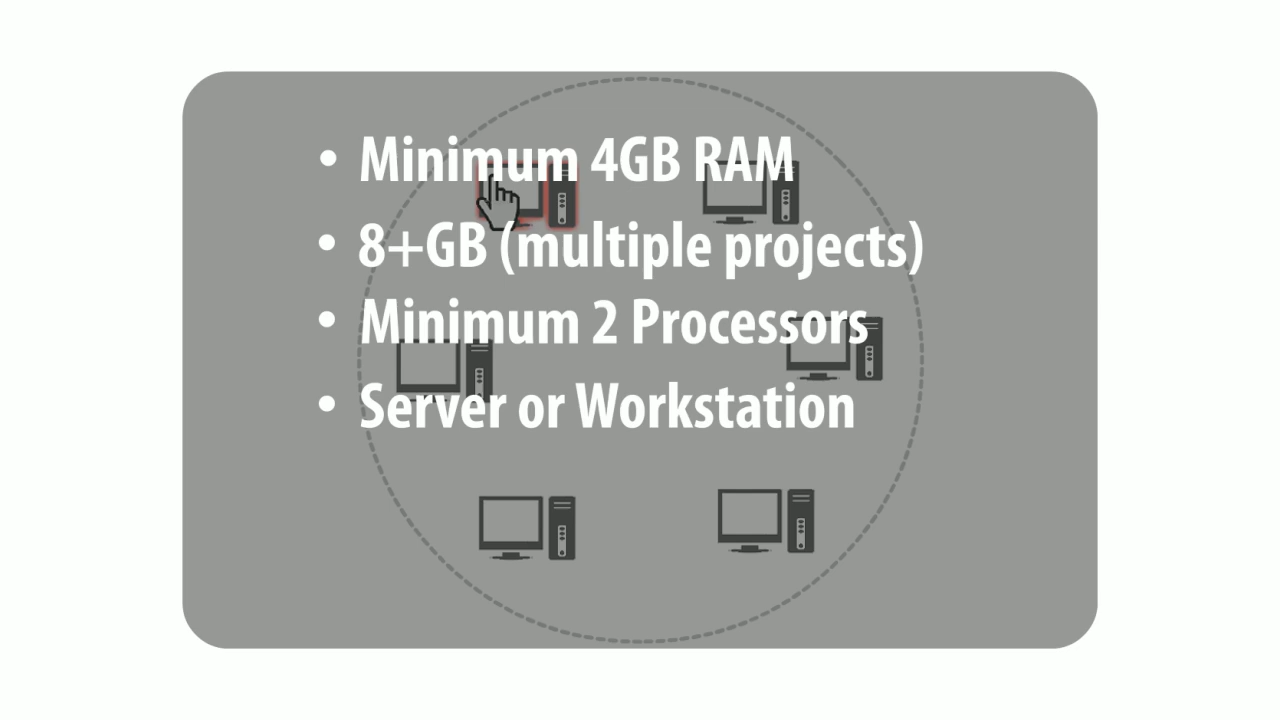 • Minimum 4GB RAM
• 8+GB (multiple projects)
• Minimum 2 Processors
• Server or Workstation